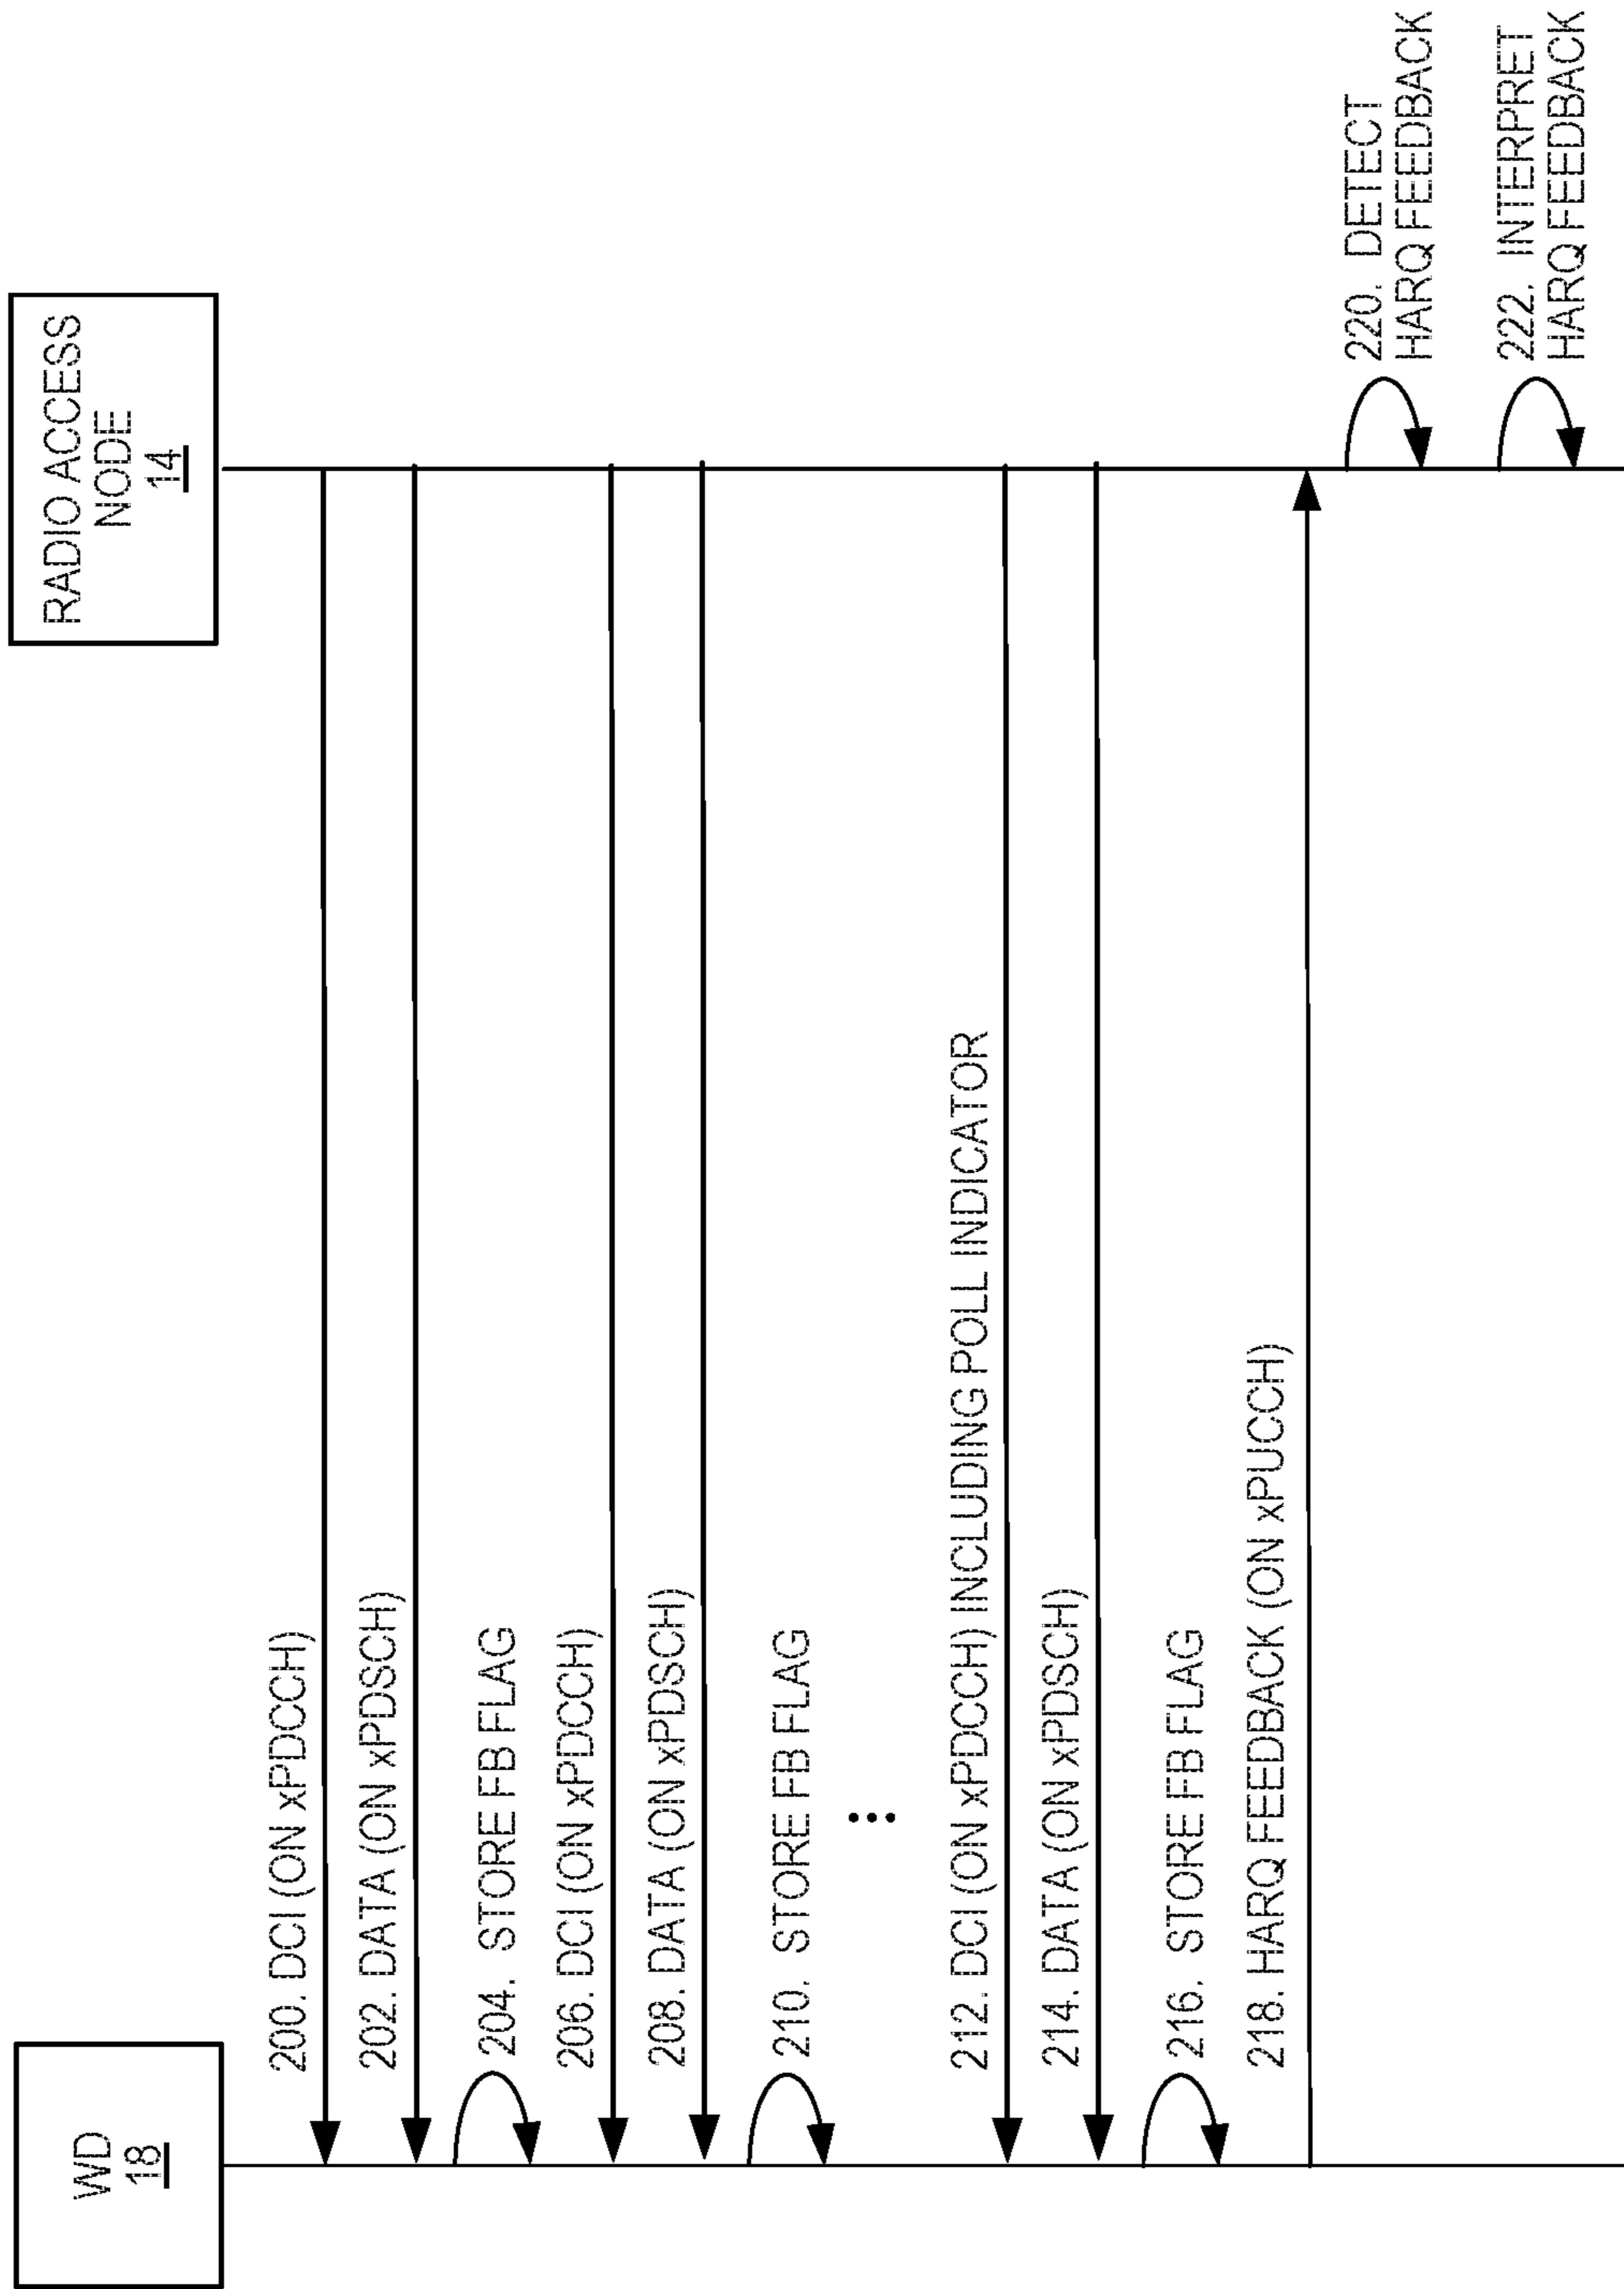 WD
18
RADIO ACCESS
NODE
14
200. DCI (ON xPDCCH)
202. DATA (ON xPDSCH)
204. STORE FB FLAG
206. DCI (ON xPDCCH)
208. DATA (ON xPDSCH)
210. STORE FB FLAG
212. DCI (ON xPDCCH) INCLUDING POLL INDICATOR
214. DATA (ON xPDSCH)
216. STORE FB FLAG
218. HARQ FEEDBACK (ON xPUCCH)
220. DETECT
HARQ FEEDBACK
222. INTERPRET
HARQ FEEDBACK